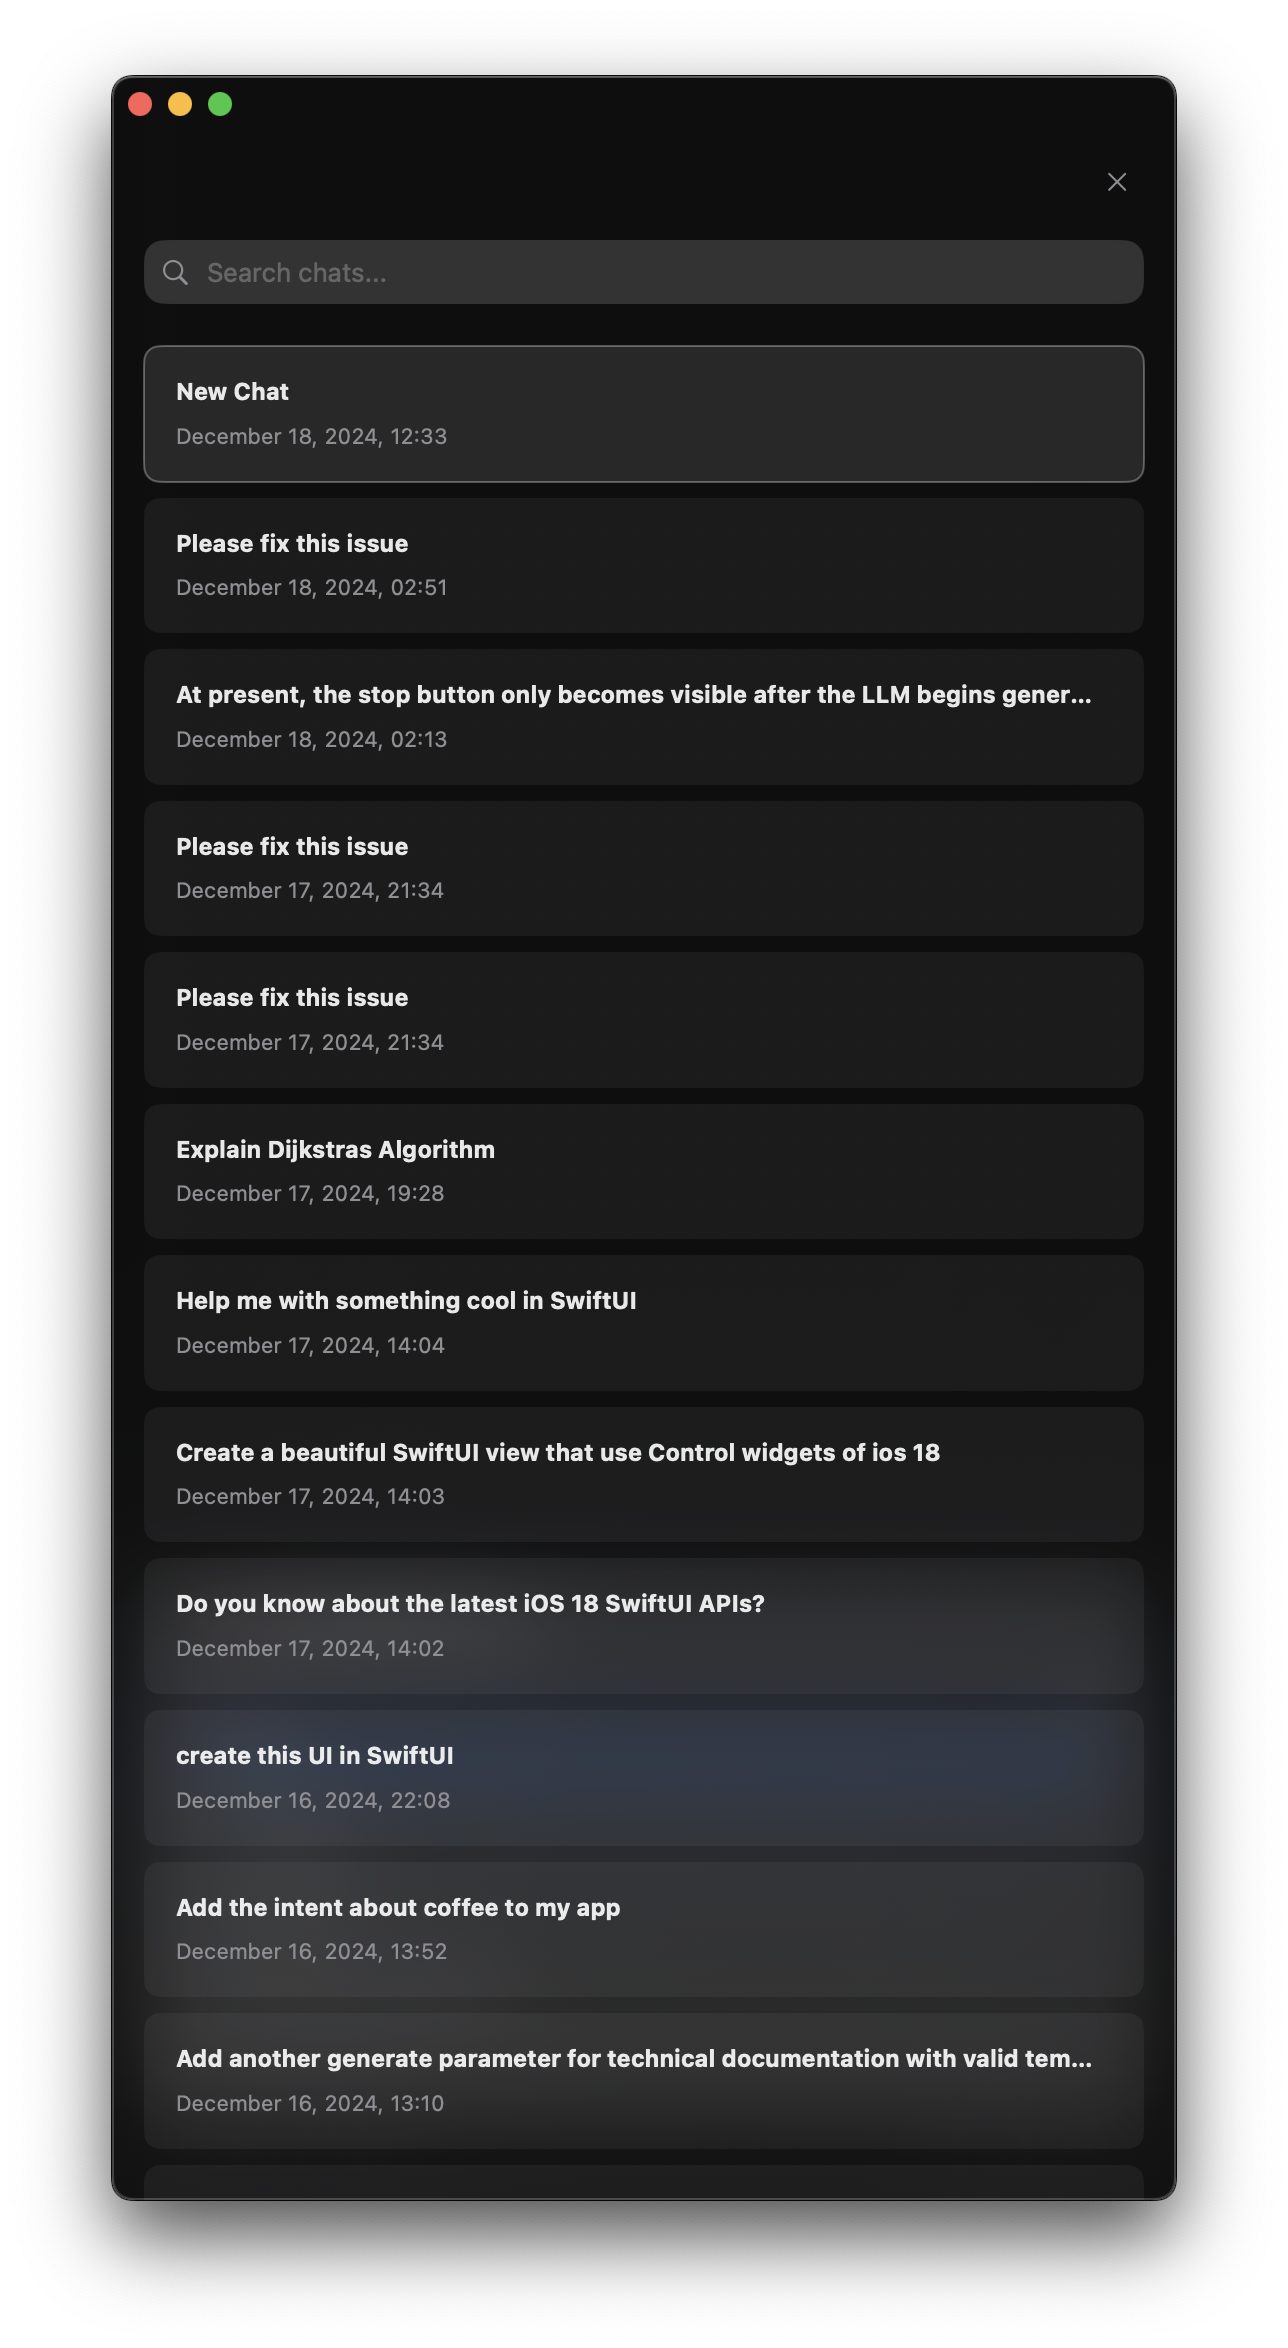 Search chats...
New Chat
December 18, 2024, 12:33
Please fix this issue
December 18, 2024, 02:51
At present, the stop button only becomes visible after the LLM begins gener...
December 18, 2024, 02:13
Please fix this issue
December 17, 2024, 21:34
Please fix this issue
December 17, 2024, 21:34
Explain Dijkstras Algorithm
December 17, 2024, 19:28
Help me with something cool in SwiftUI
December 17, 2024, 14:04
Create a beautiful SwiftUI view that use Control widgets of ios 18
December 17, 2024, 14:03
Do you know about the latest iOS 18 SwiftUI APIs?
December 17, 2024, 14:02
create this UI in SwiftUI
December 16, 2024, 22:08
Add the intent about coffee to my app
December 16, 2024, 13:52
Add another generate parameter for technical documentation with valid tem...
December 16, 2024, 13:10